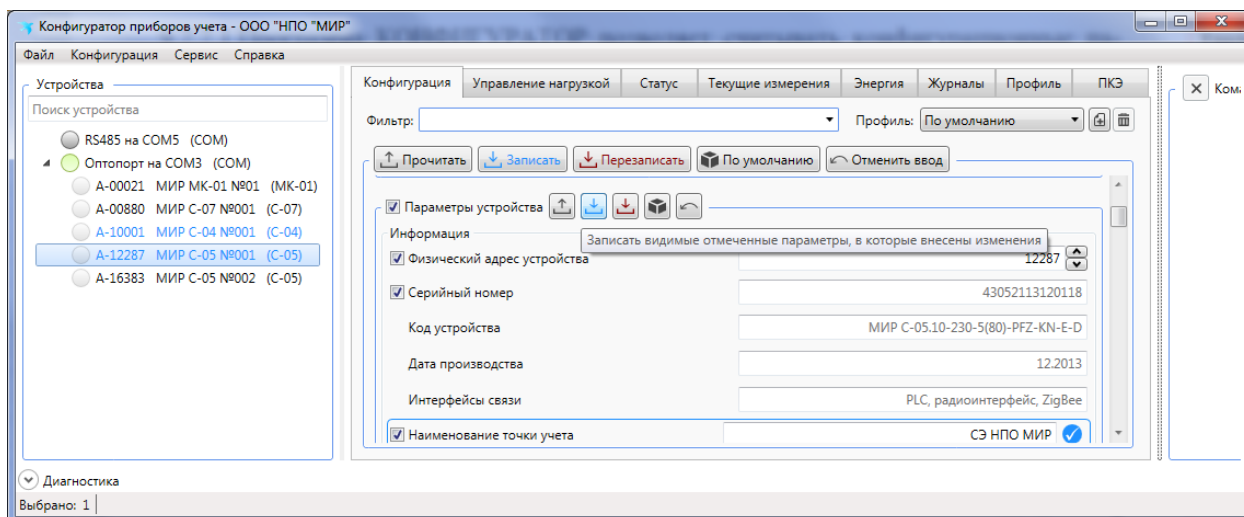 Конфигуратор приборов учета - ООО "НПО "МИР"
Файл Конфигурация Сервис Справка
Устройства
Поиск устройства
RS485 на COM5 (COM)
Оптопорт на COM3 (COM)
A-00021 МИР МК-01 №01 (МК-01)
A-00880 МИР С-07 №001 (С-07)
A-10001 МИР С-04 №001 (С-04)
A-12287 МИР С-05 №001 (С-05)
A-16383 МИР С-05 №002 (С-05)
Конфигурация Управление нагрузкой Статус Текущие измерения Энергия Журналы Профиль ПКЭ
Фильтр: Профиль: По умолчанию
Прочитать Записать Перезаписать По умолчанию Отменить ввод
Параметры устройства
Информация
Записать видимые отмеченные параметры, в которые внесены изменения
Физический адрес устройства 12287
Серийный номер 43052113120118
Код устройства МИР С-05.10-230-5(80)-PFZ-KN-E-D
Дата производства 12.2013
Интерфейсы связи PLC, радиоинтерфейс, ZigBee
Наименование точки учета СЭ НПО МИР
Диагностика
Выбрано: 1